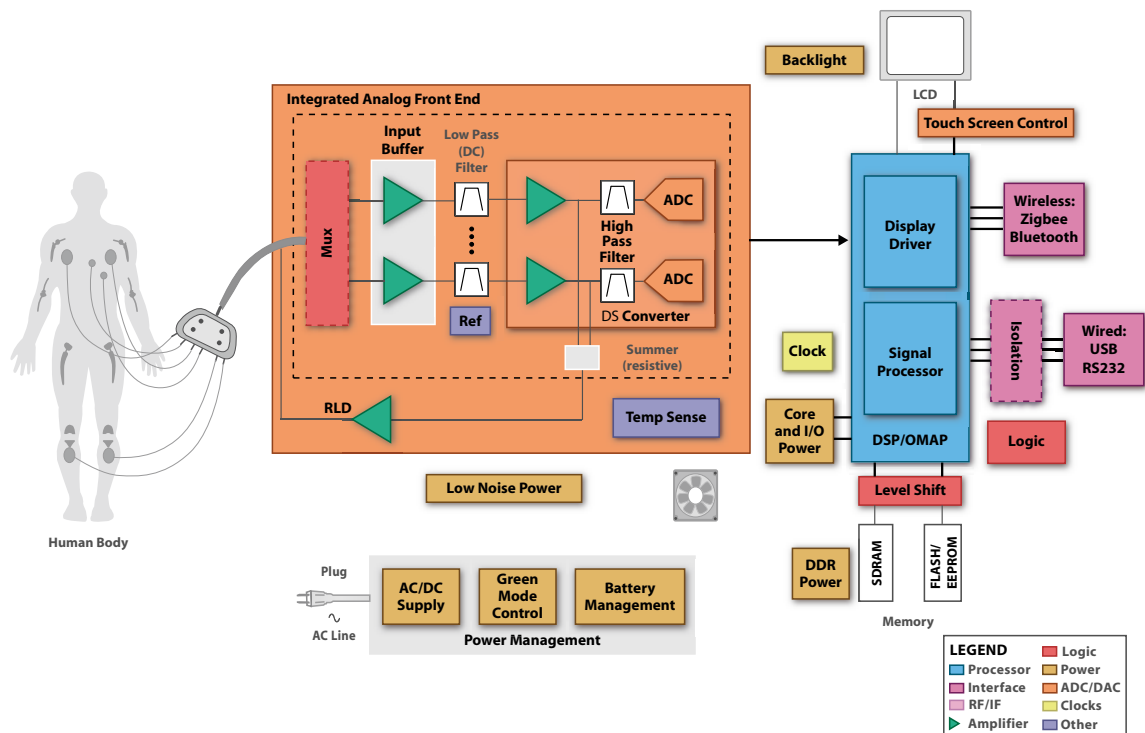 Backlight
LCD
Touch Screen Control
Integrated Analog Front End
Input
Buffer
Low Pass
(DC)
Filter
Mux
ADC
High
Pass
Filter
ADC
DS Converter
Ref
Summer
(resistive)
RLD
Temp Sense
Display
Driver
Wireless:
Zigbee
Bluetooth
Clock
Signal
Processor
Isolation
Wired:
USB
RS232
Core
and I/O
Power
DSP/OMAP
Logic
Level Shift
Low Noise Power
Human Body
DDR
Power
SDRAM
FLASH/
EEPROM
Memory
Plug
AC Line
AC/DC
Supply
Green
Mode
Control
Battery
Management
Power Management
LEGEND
Processor
Interface
RF/IF
Amplifier
Logic
Power
ADC/DAC
Clocks
Other